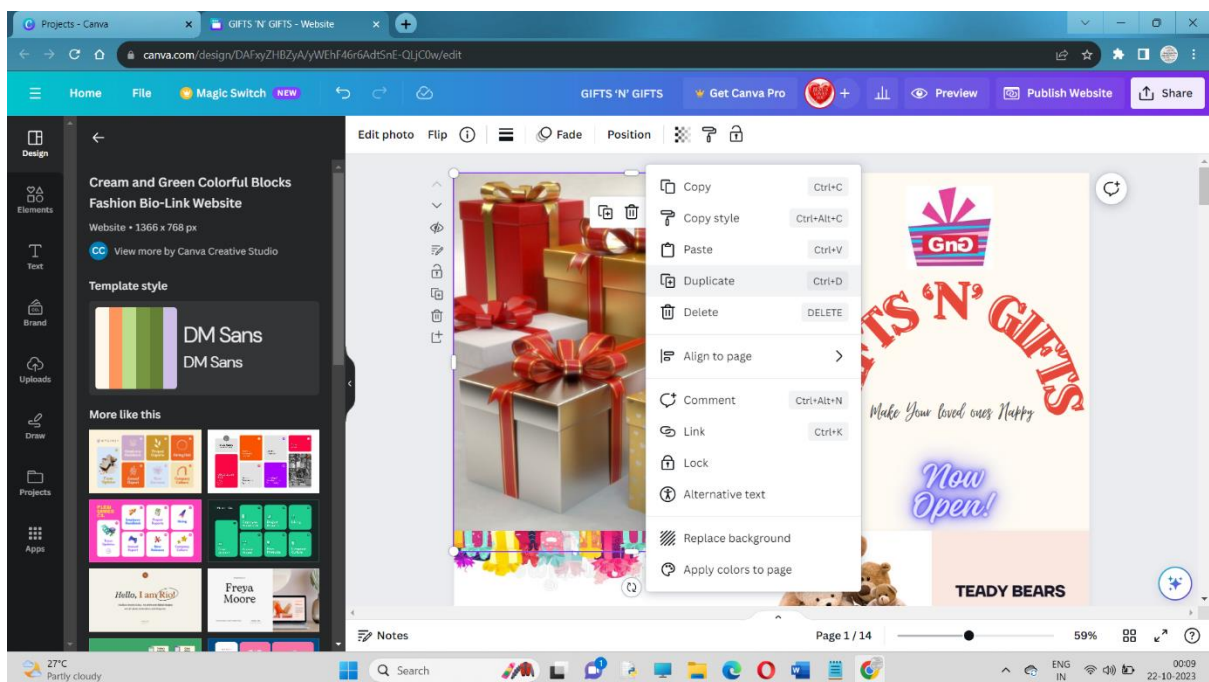 Projects - Canva
GIFTS 'N' GIFTS - Website
canva.com/design/DAFxyZHBZyA/yWEhF46r6AdtSnE-QLjC0w/edit
Home File Magic Switch NEW GIFTS 'N' GIFTS Get Canva Pro Preview Publish Website Share
Edit photo Flip Fade Position
Design
Elements
Text
Brand
Uploads
Draw
Projects
Apps
Cream and Green Colorful Blocks
Fashion Bio-Link Website
Website • 1366 x 768 px
CC View more by Canva Creative Studio
Template style
DM Sans
DM Sans
More like this
Hello, I am Rio!
Freya
Moore
Copy Ctrl+C
Copy style Ctrl+Alt+C
Paste Ctrl+V
Duplicate Ctrl+D
Delete DELETE
Align to page
Comment Ctrl+Alt+N
Link Ctrl+K
Lock
Alternative text
Replace background
Apply colors to page
GnG
FTS 'N' GIFTS
Make Your loved ones Happy
Now
Open!
TEADY BEARS
Notes Page 1 / 14 59%
27°C
Partly cloudy
Search
ENG
IN
00:09
22-10-2023